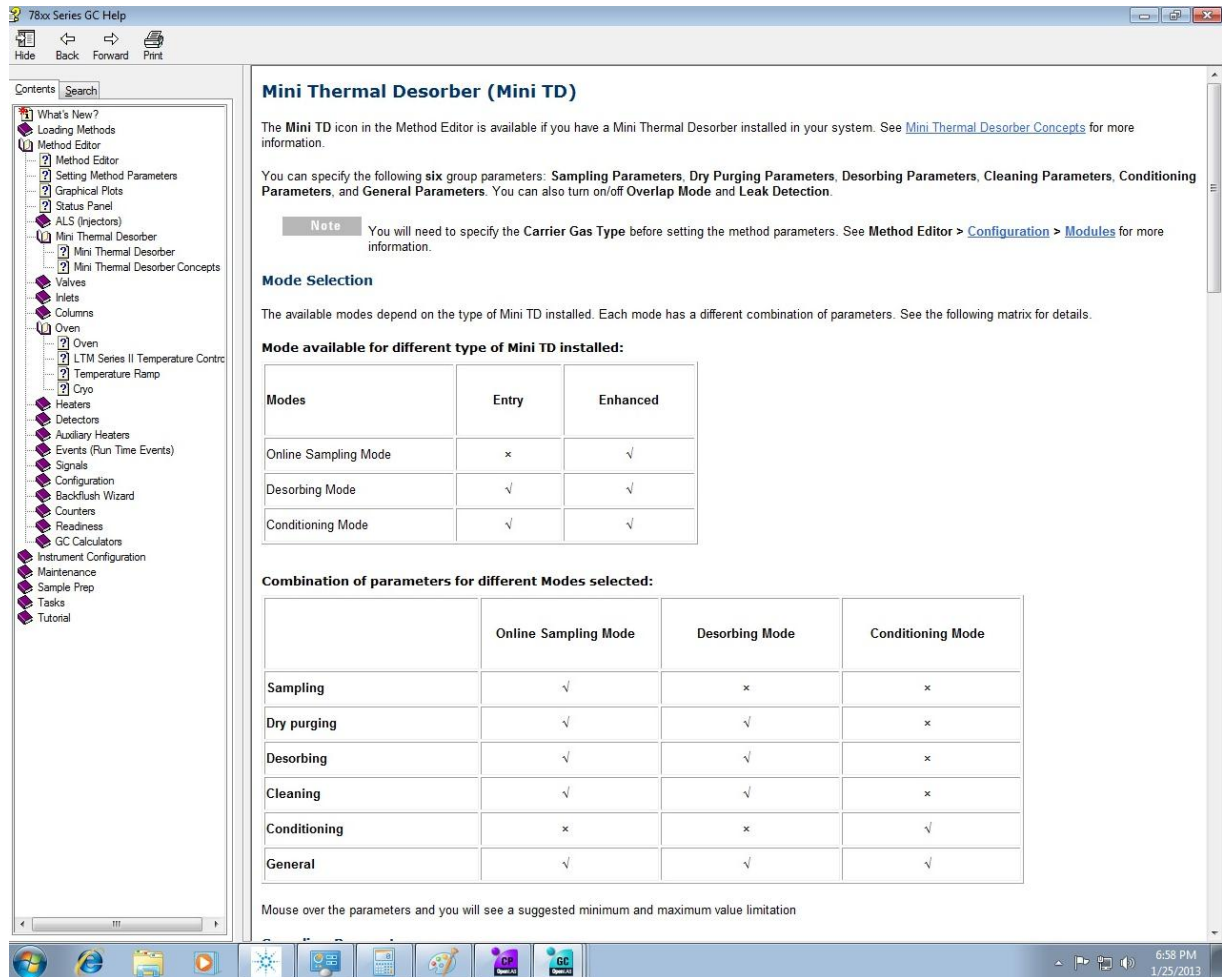 78xx Series GC Help
Hide Back Forward Print
Contents Search
What's New?
Loading Methods
Method Editor
Method Editor
Setting Method Parameters
Graphical Plots
Status Panel
ALS (Injectors)
Mini Thermal Desorber
Mini Thermal Desorber
Mini Thermal Desorber Concepts
Valves
Inlets
Columns
Oven
Oven
LTM Series II Temperature Contrc
Temperature Ramp
Cryo
Heaters
Detectors
Auxiliary Heaters
Events (Run Time Events)
Signals
Configuration
Backflush Wizard
Counters
Readiness
GC Calculators
Instrument Configuration
Maintenance
Sample Prep
Tasks
Tutorial
Mini Thermal Desorber (Mini TD)
The Mini TD icon in the Method Editor is available if you have a Mini Thermal Desorber installed in your system. See Mini Thermal Desorber Concepts for more
information.
You can specify the following six group parameters: Sampling Parameters, Dry Purging Parameters, Desorbing Parameters, Cleaning Parameters, Conditioning
Parameters, and General Parameters. You can also turn on/off Overlap Mode and Leak Detection.
Note You will need to specify the Carrier Gas Type before setting the method parameters. See Method Editor > Configuration > Modules for more
information.
Mode Selection
The available modes depend on the type of Mini TD installed. Each mode has a different combination of parameters. See the following matrix for details.
Mode available for different type of Mini TD installed:
Modes Entry Enhanced
Online Sampling Mode × √
Desorbing Mode √ √
Conditioning Mode √ √
Combination of parameters for different Modes selected:
Online Sampling Mode Desorbing Mode Conditioning Mode
Sampling √ × ×
Dry purging √ √ ×
Desorbing √ √ ×
Cleaning √ √ ×
Conditioning × × √
General √ √ √
Mouse over the parameters and you will see a suggested minimum and maximum value limitation
CP
OpenLAB
GC
OpenLAB
6:58 PM
1/25/2013